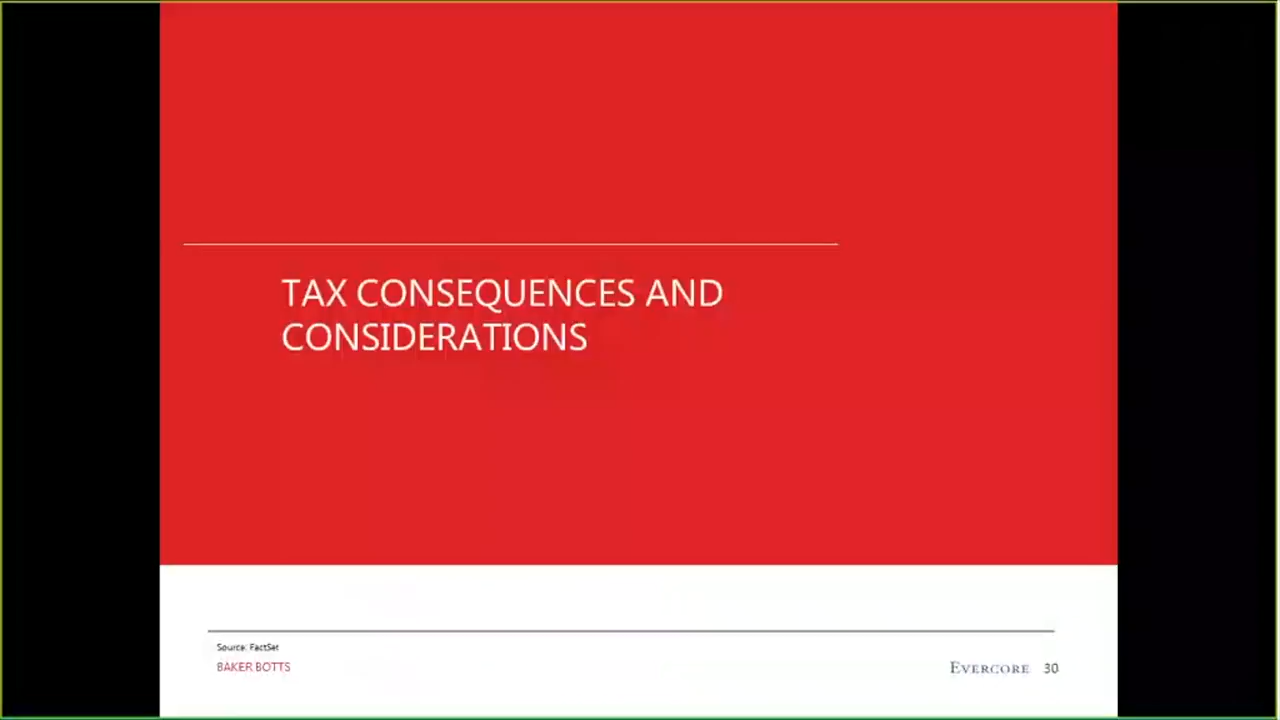 TAX CONSEQUENCES AND
CONSIDERATIONS
Source: FactSet
BAKER BOTTS
EVERCORE 30